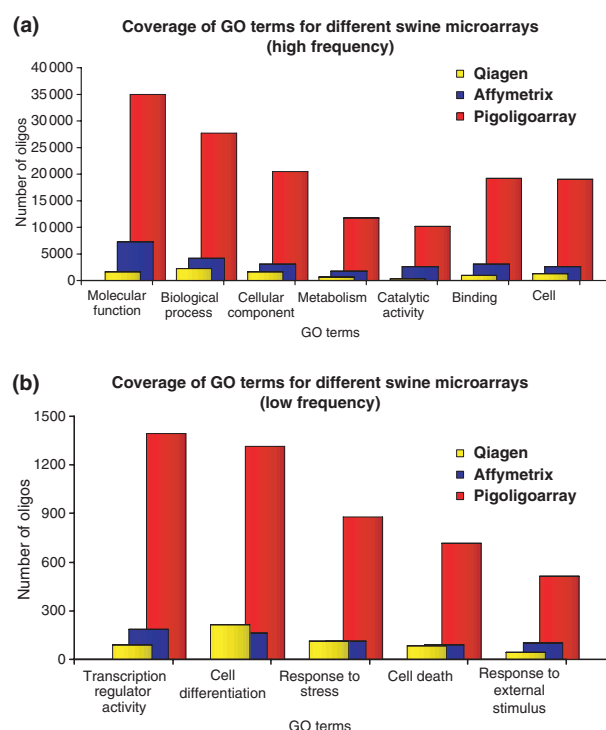 (a)
Coverage of GO terms for different swine microarrays
(high frequency)
Qiagen
Affymetrix
Pigoligoarray
Number of oligos
40 000
35 000
30 000
25 000
20 000
15 000
10 000
5000
0
Molecular function
Biological process
Cellular component
Metabolism
Catalytic activity
Binding
Cell
GO terms
(b)
Coverage of GO terms for different swine microarrays
(low frequency)
Qiagen
Affymetrix
Pigoligoarray
Number of oligos
1500
1200
900
600
300
0
Transcription regulator activity
Cell differentiation
Response to stress
Cell death
Response to external stimulus
GO terms